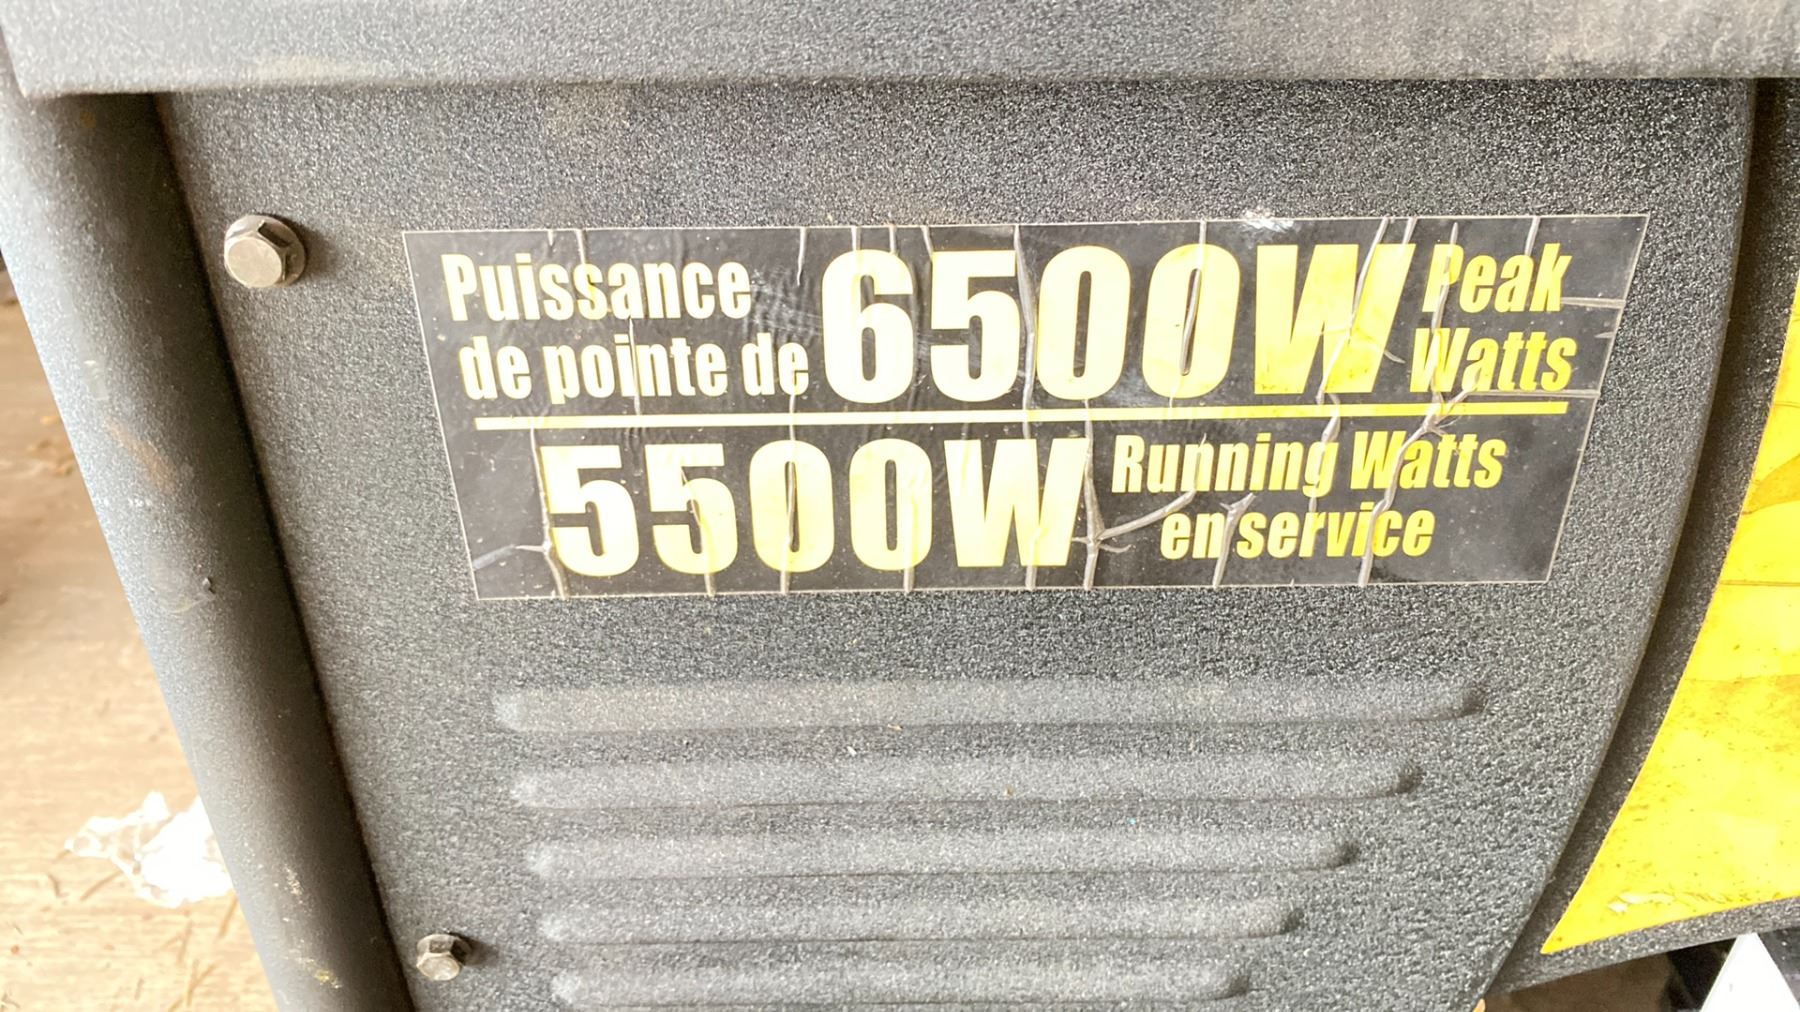 Puissance
de pointe de 6500W Peak
Watts
5500W Running Watts
en service